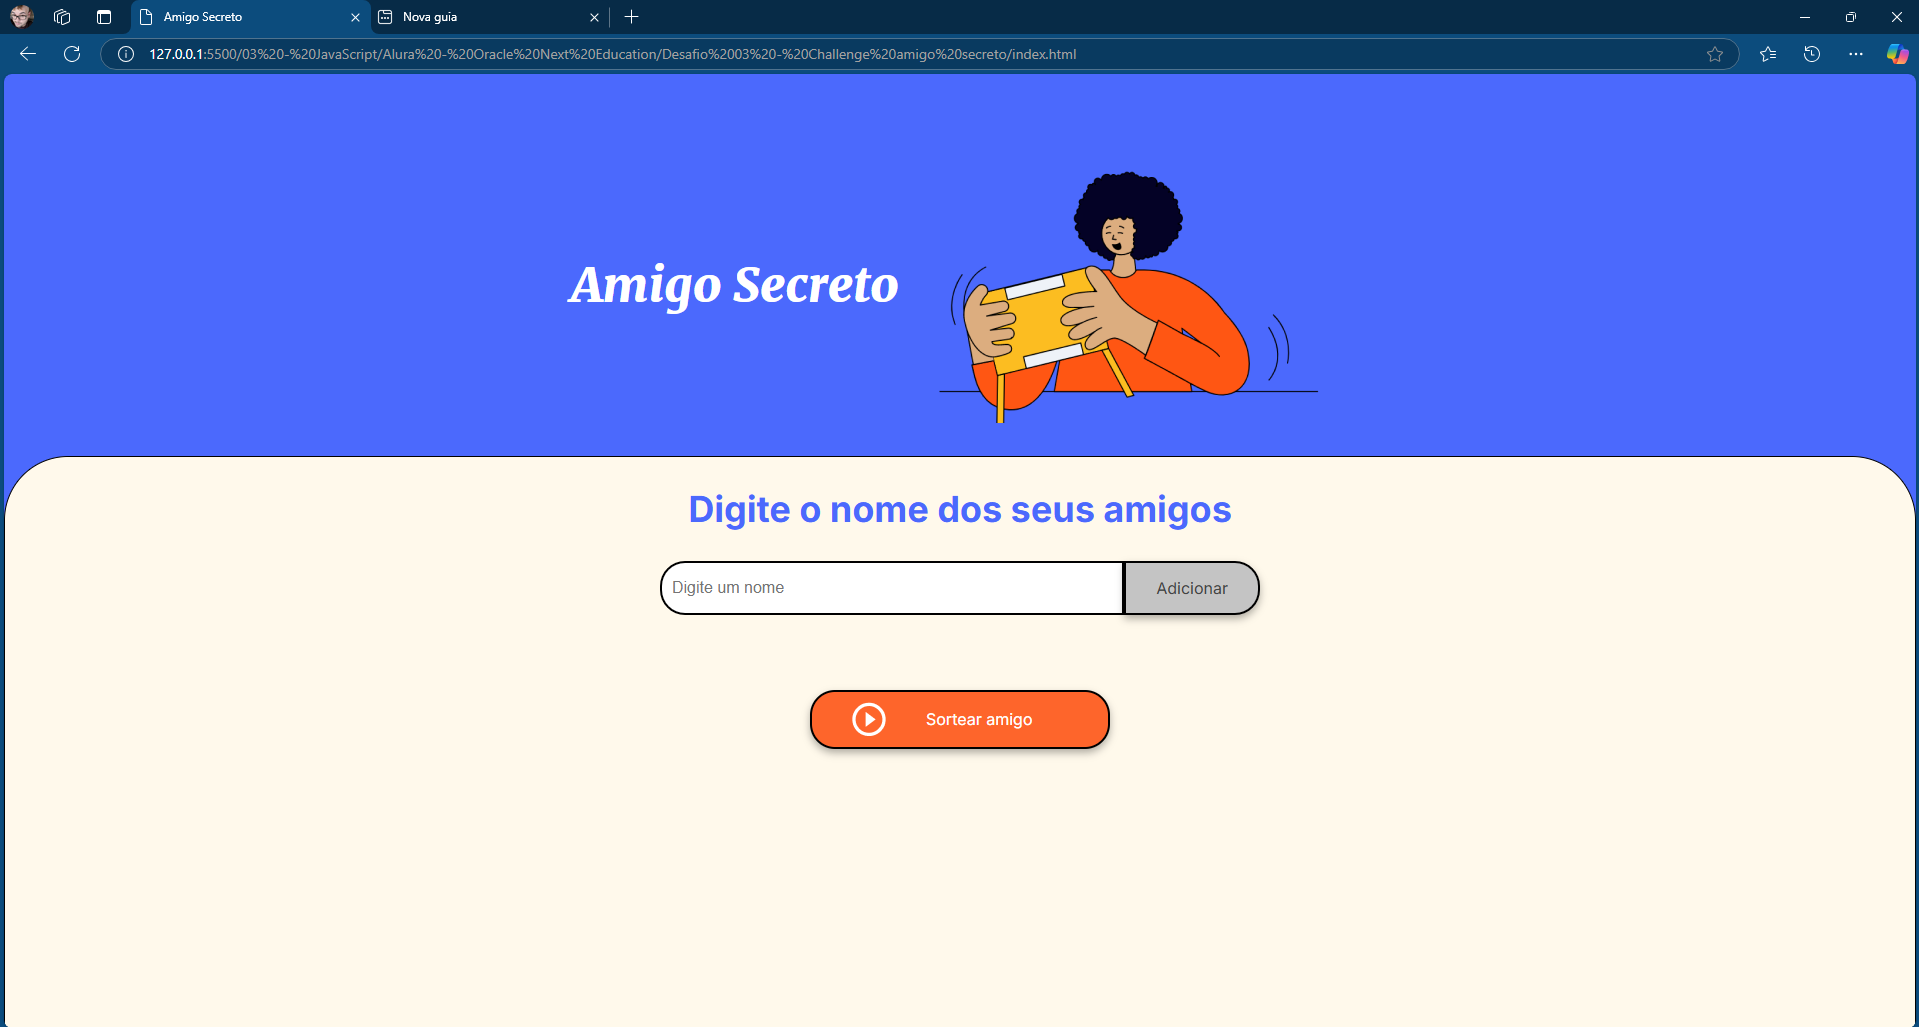 Amigo Secreto
Nova guia
127.0.0.1:5500/03%20-%20JavaScript/Alura%20-%20Oracle%20Next%20Education/Desafio%2003%20-%20Challenge%20amigo%20secreto/index.html
Amigo Secreto
Digite o nome dos seus amigos
Digite um nome
Adicionar
Sortear amigo